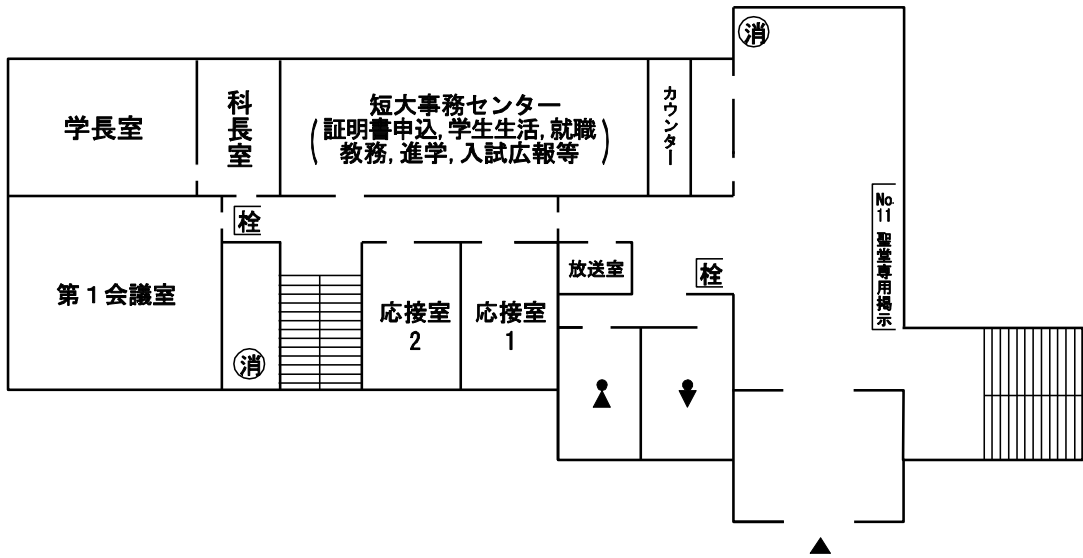 消
学長室
科長室
短大事務センター
(証明書申込,学生生活,就職
教務,進学,入試広報等)
カウンター
栓
No.11 聖堂専用掲示
第1会議室
放送室
栓
応接室
2
応接室
1
消